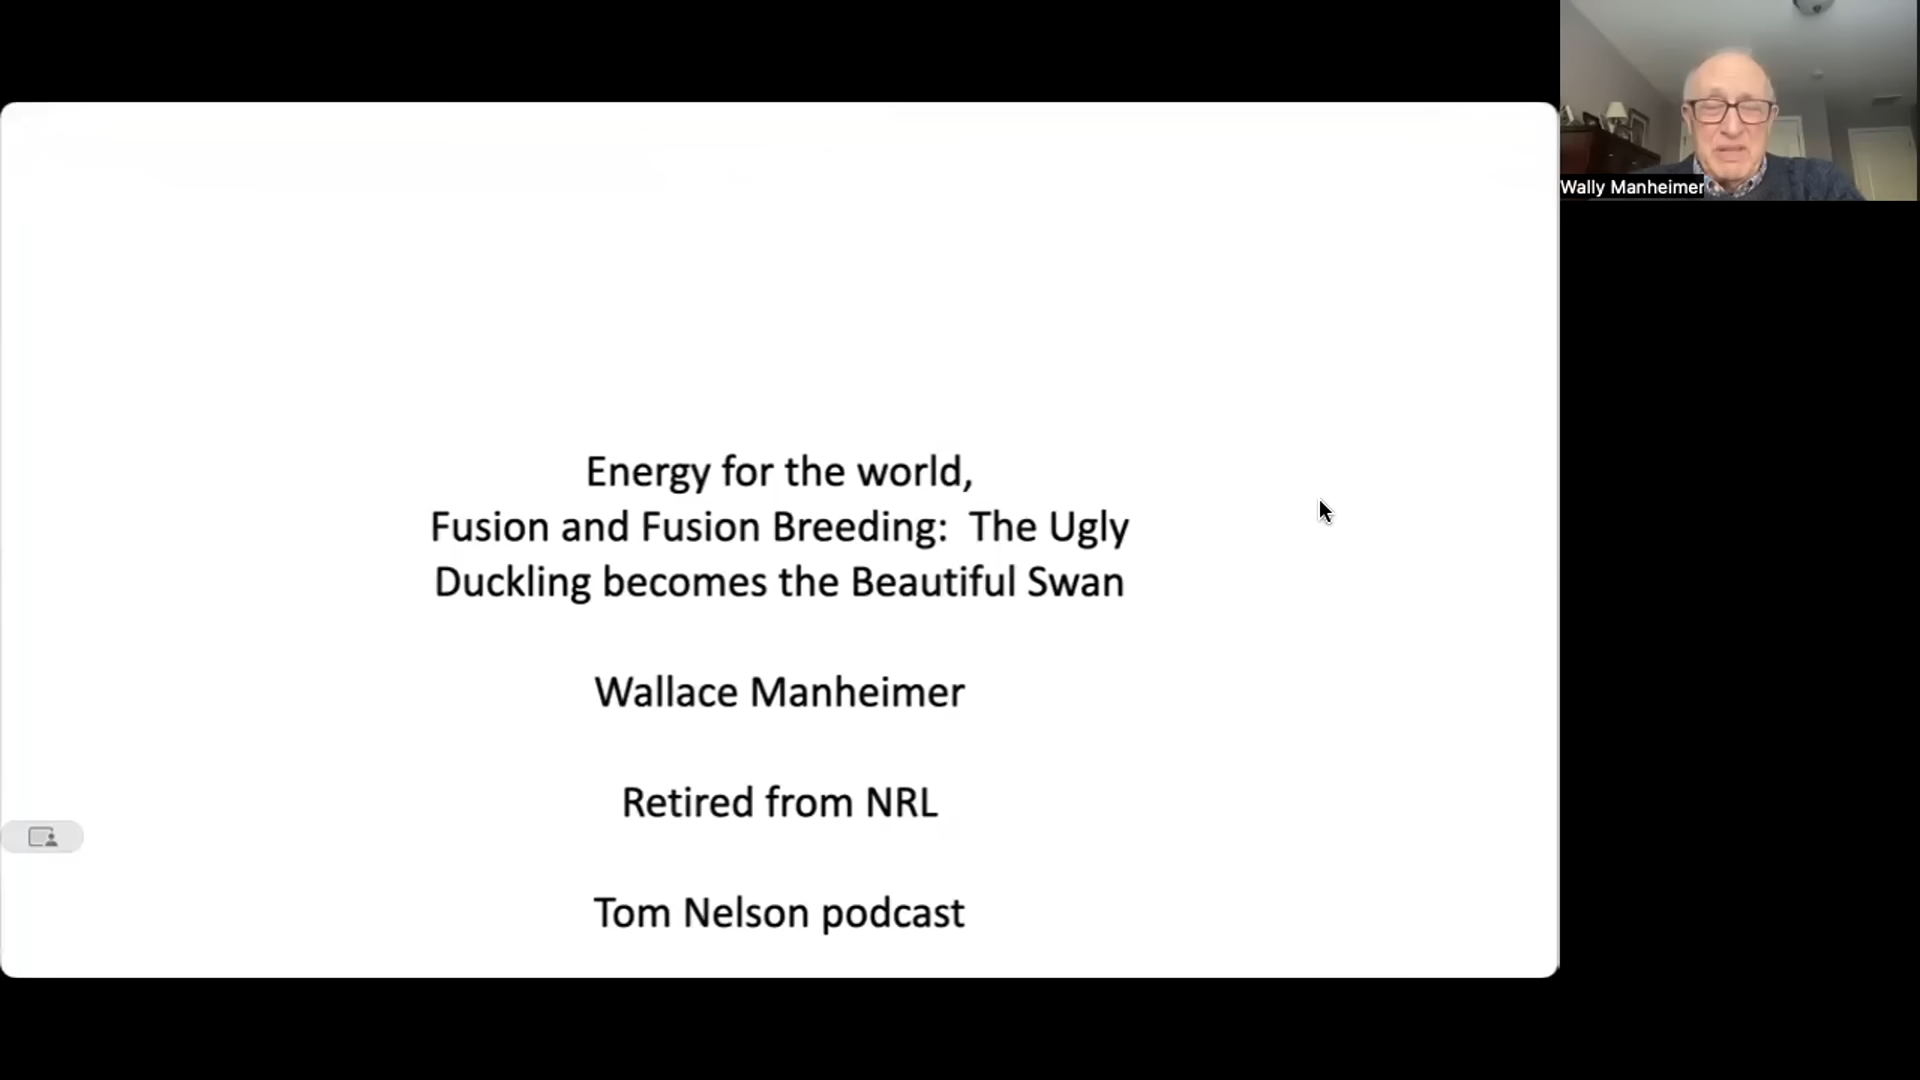 Wally Manheimer
Energy for the world,
Fusion and Fusion Breeding:  The Ugly
Duckling becomes the Beautiful Swan
Wallace Manheimer
Retired from NRL
Tom Nelson podcast